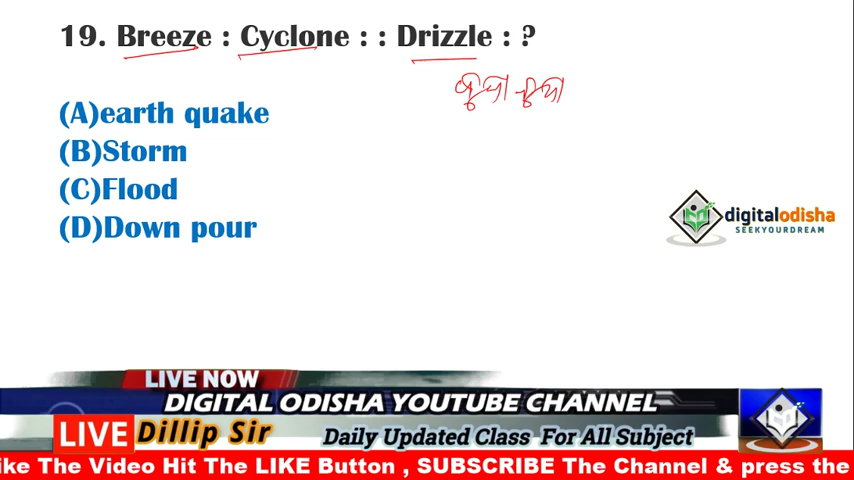 19. Breeze : Cyclone : : Drizzle : ?
(A)earth quake
(B)Storm
(C)Flood
(D)Down pour
digitalodisha
SEEKYOURDREAM
LIVE NOW
DIGITAL ODISHA YOUTUBE CHANNEL
LIVE Dillip Sir Daily Updated Class For All Subject
ike The Video Hit The LIKE Button , SUBSCRIBE The Channel & press the